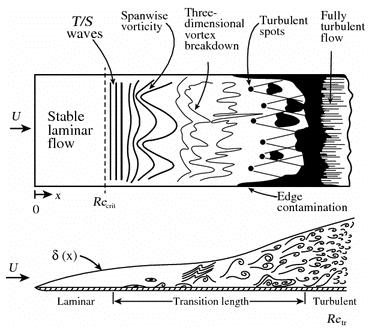 T/S
waves
Spanwise
vorticity
Three-
dimensional
vortex
breakdown
Turbulent
spots
Fully
turbulent
flow
U
Stable
laminar
flow
0
x
Re_crit
Edge
contamination
δ (x)
U
Laminar
Transition length
Turbulent
Re_tr